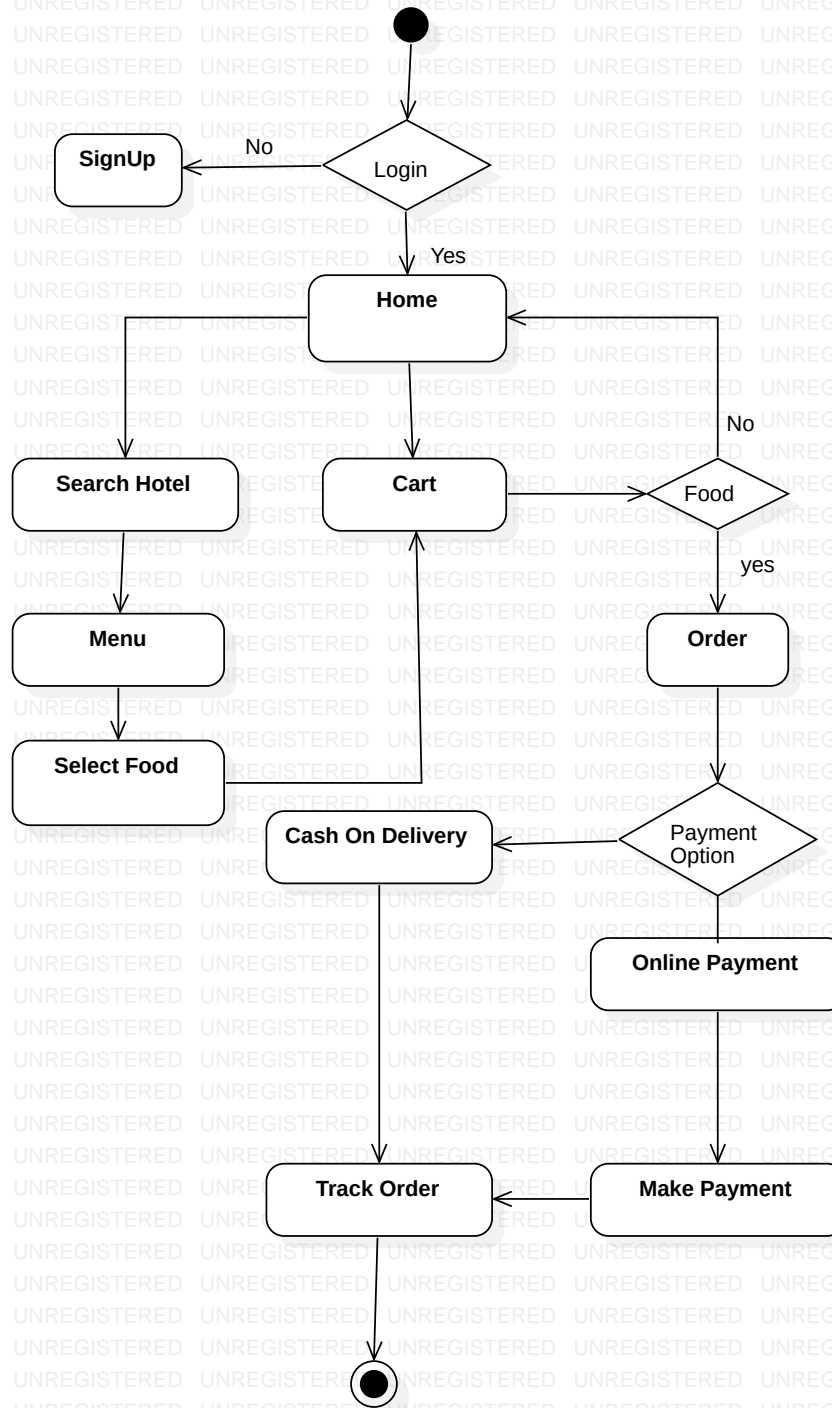 UNREGISTERED
SignUp
No
Login
Yes
Home
No
Search Hotel
Cart
Food
yes
Menu
Order
Select Food
Cash On Delivery
Payment
Option
Online Payment
Track Order
Make Payment